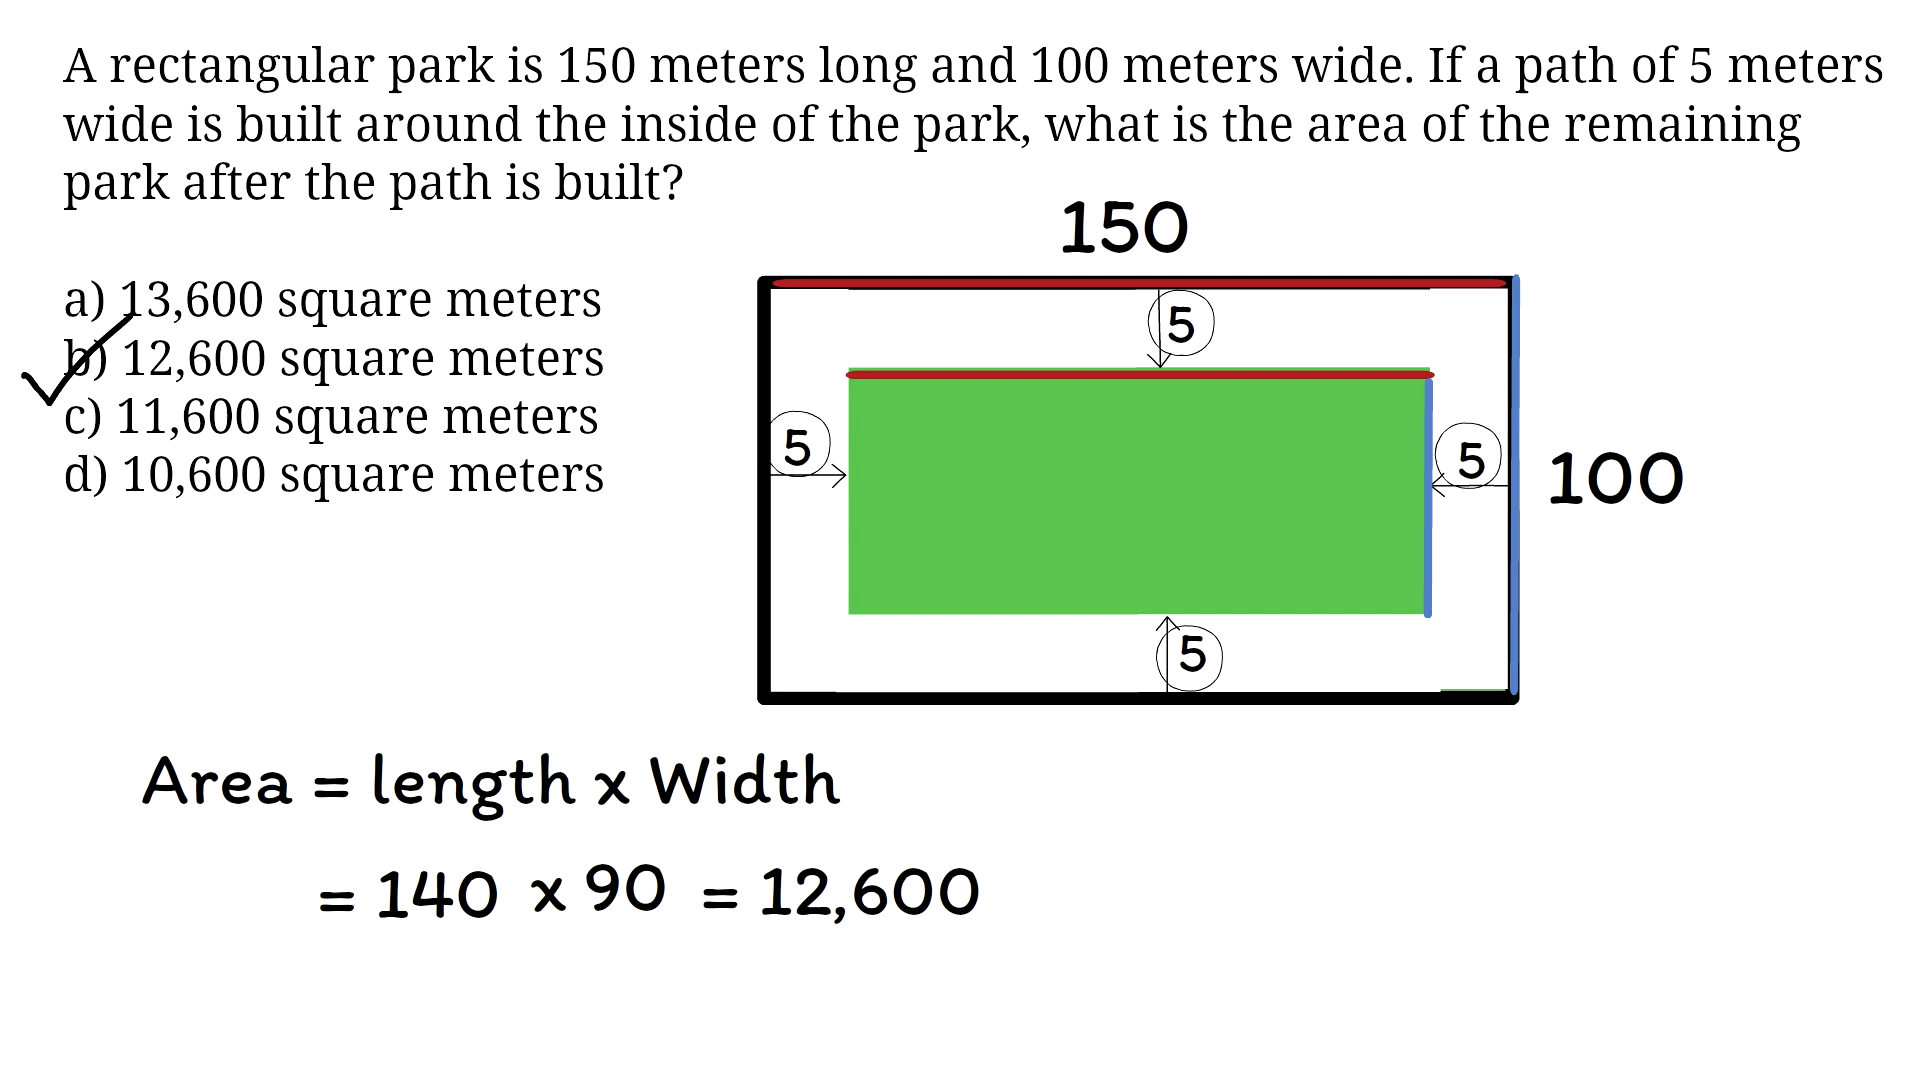 A rectangular park is 150 meters long and 100 meters wide. If a path of 5 meters
wide is built around the inside of the park, what is the area of the remaining
park after the path is built?
150
a) 13,600 square meters
b) 12,600 square meters
c) 11,600 square meters
d) 10,600 square meters
5
5
5
100
5
Area = length x Width
= 140 x 90 = 12,600